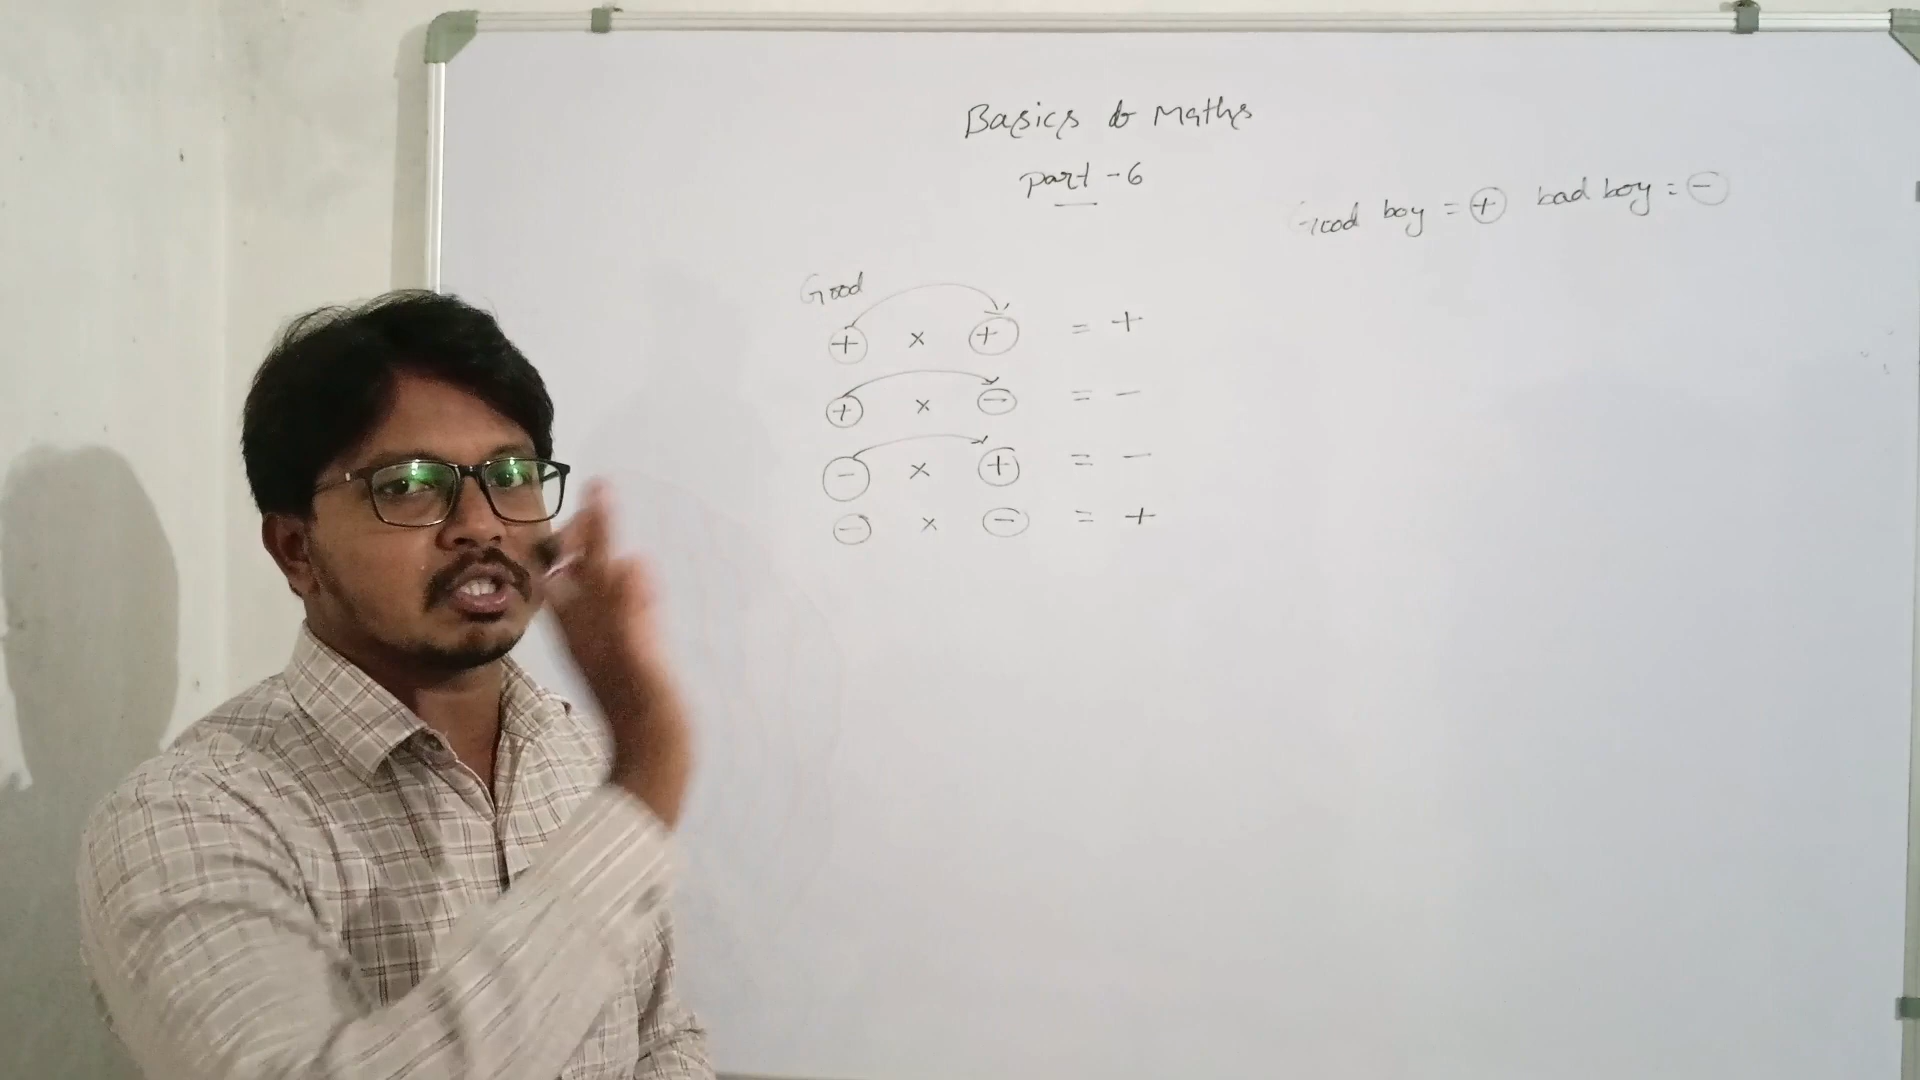 Basics of Maths
Part - 6
Good boy = + bad boy = -
Good
+ × + = +
+ × - = -
- × + = -
- × - = +